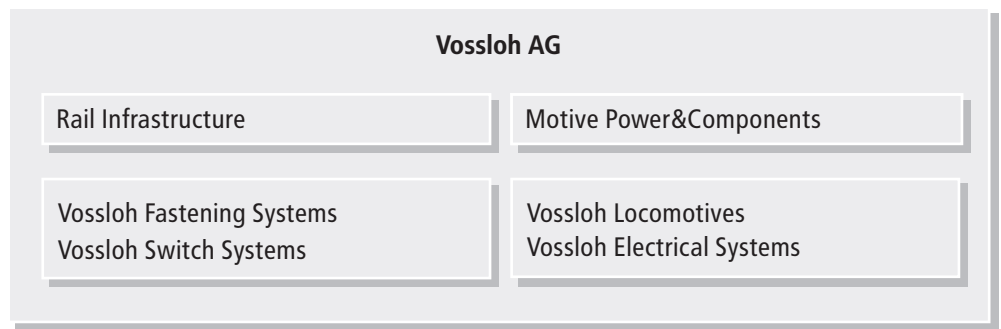 Vossloh AG
Rail Infrastructure
Motive Power&Components
Vossloh Fastening Systems
Vossloh Switch Systems
Vossloh Locomotives
Vossloh Electrical Systems